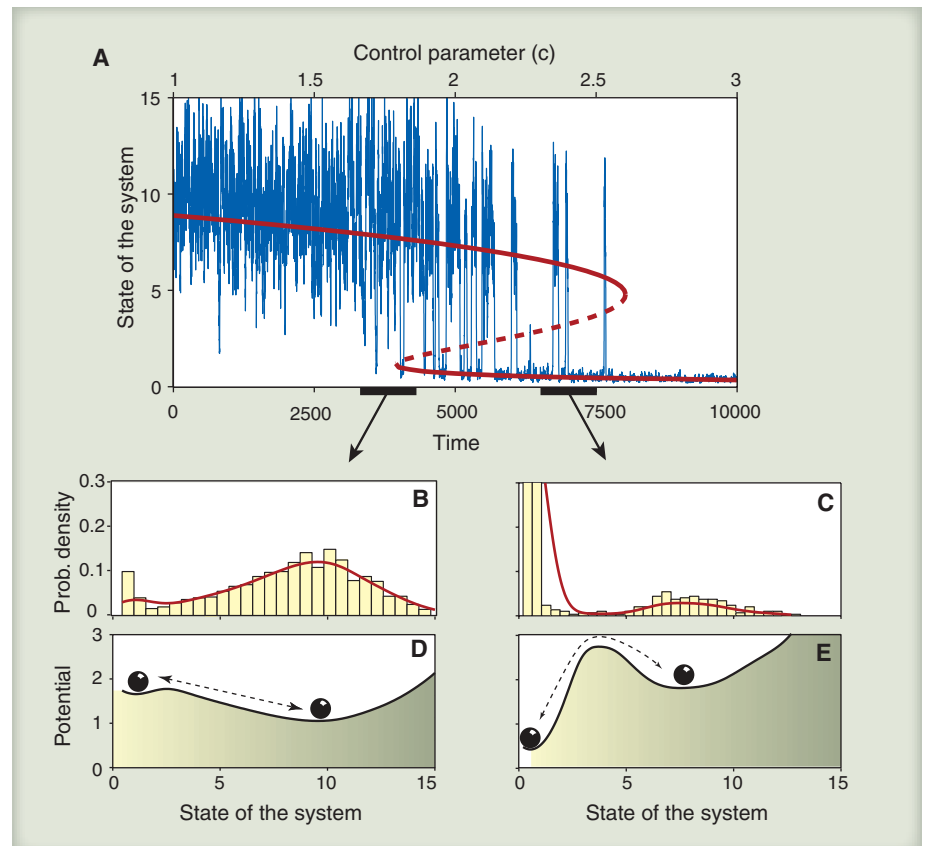 A
Control parameter (c)
1 1.5 2 2.5 3
State of the system
15
10
5
0
0 2500 5000 7500 10000
Time
B
Prob. density
0.3
0.2
0.1
0
C
D
Potential
3
2
1
0
0 5 10 15
State of the system
E
0 5 10 15
State of the system